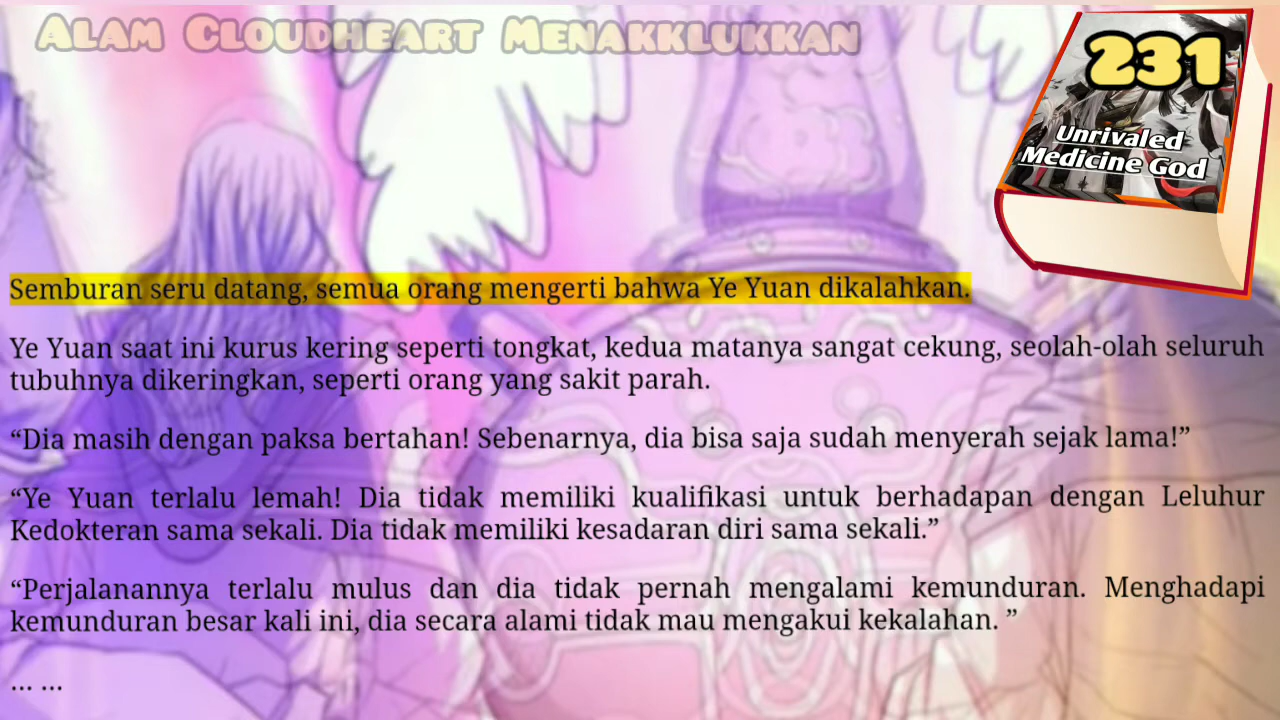 Alam Cloudheart Menakklukkan
231
Unrivaled
Medicine God
Semburan seru datang, semua orang mengerti bahwa Ye Yuan dikalahkan.
Ye Yuan saat ini kurus kering seperti tongkat, kedua matanya sangat cekung, seolah-olah seluruh
tubuhnya dikeringkan, seperti orang yang sakit parah.
“Dia masih dengan paksa bertahan! Sebenarnya, dia bisa saja sudah menyerah sejak lama!”
“Ye Yuan terlalu lemah! Dia tidak memiliki kualifikasi untuk berhadapan dengan Leluhur
Kedokteran sama sekali. Dia tidak memiliki kesadaran diri sama sekali.”
“Perjalanannya terlalu mulus dan dia tidak pernah mengalami kemunduran. Menghadapi
kemunduran besar kali ini, dia secara alami tidak mau mengakui kekalahan. ”
... ...